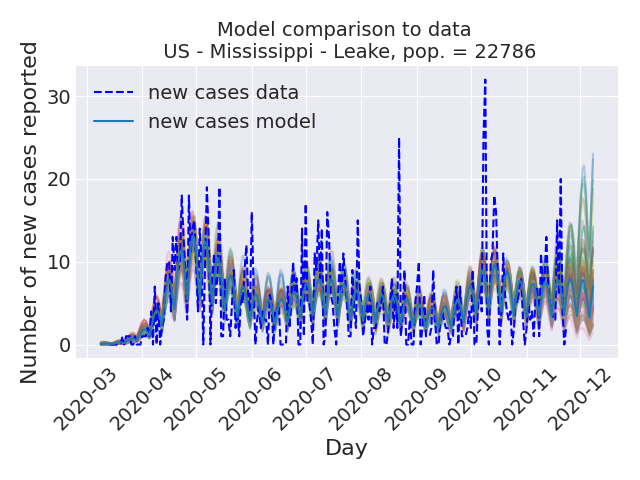 Model comparison to data
US - Mississippi - Leake, pop. = 22786
Number of new cases reported
30
20
10
0
new cases data
new cases model
2020-03
2020-04
2020-05
2020-06
2020-07
2020-08
2020-09
2020-10
2020-11
2020-12
Day